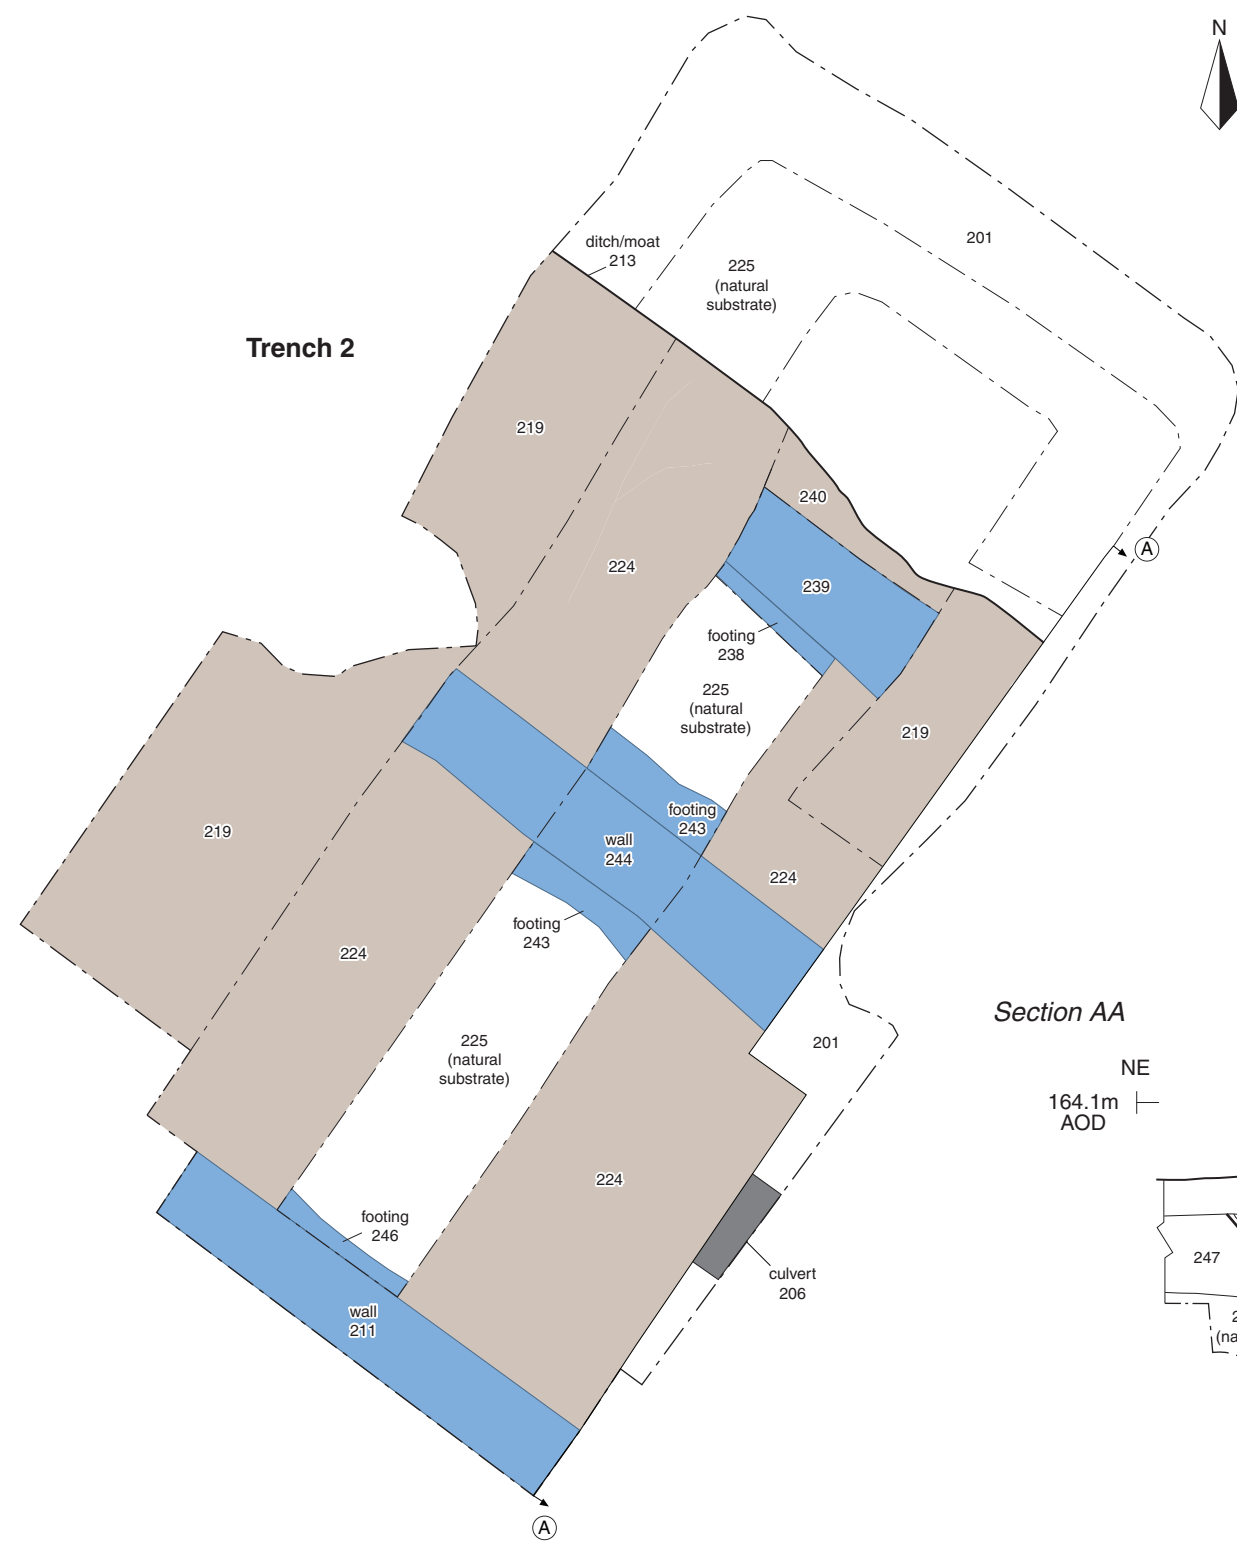 N
201
ditch/moat
213
225
(natural
substrate)
Trench 2
219
240
A
224
239
footing
238
225
(natural
substrate)
219
219
footing
243
wall
244
224
footing
243
224
Section AA
225
(natural
substrate)
201
NE
164.1m
AOD
224
footing
246
247
culvert
206
wall
211
(na
A